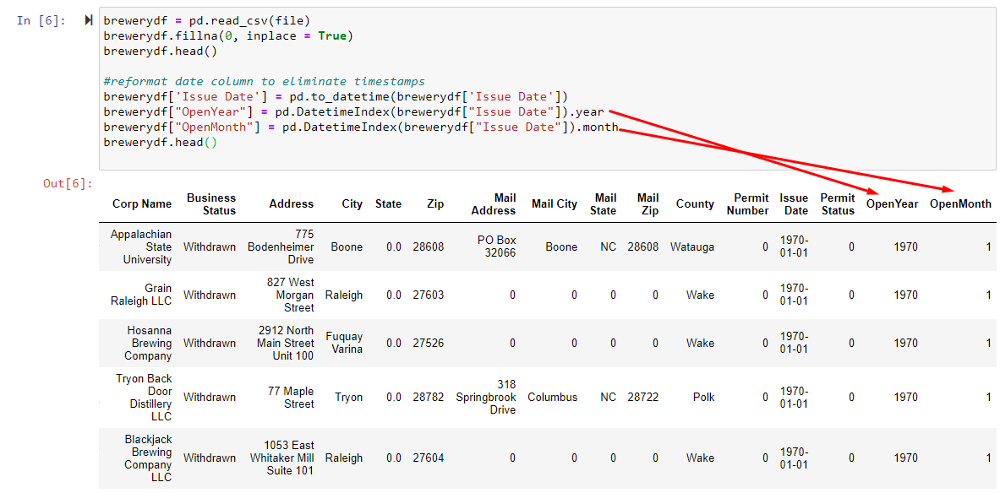 In [6]:
brewerydf = pd.read_csv(file)
brewerydf.fillna(0, inplace = True)
brewerydf.head()
#reformat date column to eliminate timestamps
brewerydf['Issue Date'] = pd.to_datetime(brewerydf['Issue Date'])
brewerydf["OpenYear"] = pd.DatetimeIndex(brewerydf["Issue Date"]).year
brewerydf["OpenMonth"] = pd.DatetimeIndex(brewerydf["Issue Date"]).month
brewerydf.head()
Out[6]:
Corp Name Business Status Address City State Zip Mail Address Mail City Mail State Mail Zip County Permit Number Issue Date Permit Status OpenYear OpenMonth
Appalachian State University Withdrawn 775 Bodenheimer Drive Boone 0.0 28608 PO Box 32066 Boone NC 28608 Watauga 0 1970-01-01 0 1970 1
Grain Raleigh LLC Withdrawn 827 West Morgan Street Raleigh 0.0 27603 0 0 0 0 Wake 0 1970-01-01 0 1970 1
Hosanna Brewing Company Withdrawn 2912 North Main Street Unit 100 Fuquay Varina 0.0 27526 0 0 0 0 Wake 0 1970-01-01 0 1970 1
Tryon Back Door Distillery LLC Withdrawn 77 Maple Street Tryon 0.0 28782 318 Springbrook Drive Columbus NC 28722 Polk 0 1970-01-01 0 1970 1
Blackjack Brewing Company LLC Withdrawn 1053 East Whitaker Mill Suite 101 Raleigh 0.0 27604 0 0 0 0 Wake 0 1970-01-01 0 1970 1